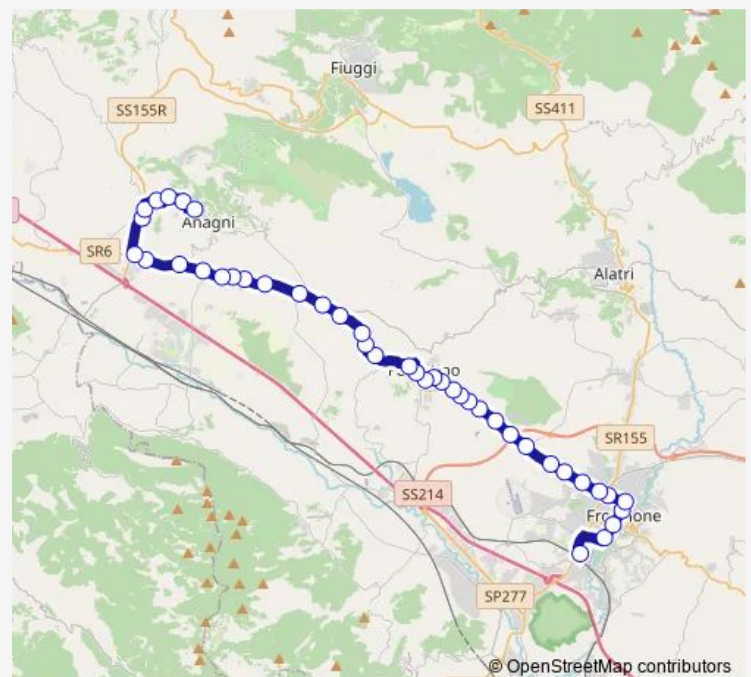 Fiuggi
SS155R
SS411
Anagni
SR6
Alatri
SR155
SS214
SP277
© OpenStreetMap contributors